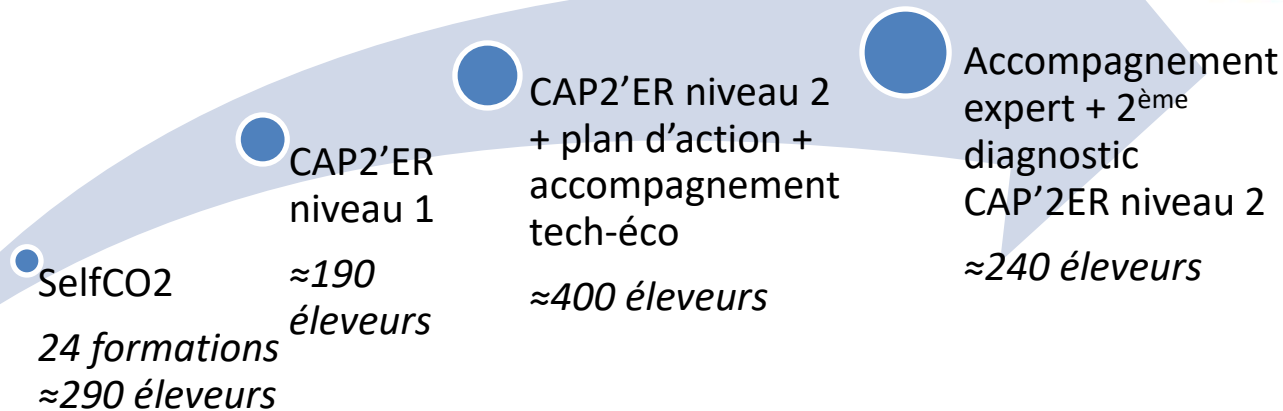 SelfCO2
24 formations
≈290 éleveurs
CAP2’ER
niveau 1
≈190
éleveurs
CAP2’ER niveau 2
+ plan d’action +
accompagnement
tech-éco
≈400 éleveurs
Accompagnement
expert + 2ème
diagnostic
CAP’2ER niveau 2
≈240 éleveurs